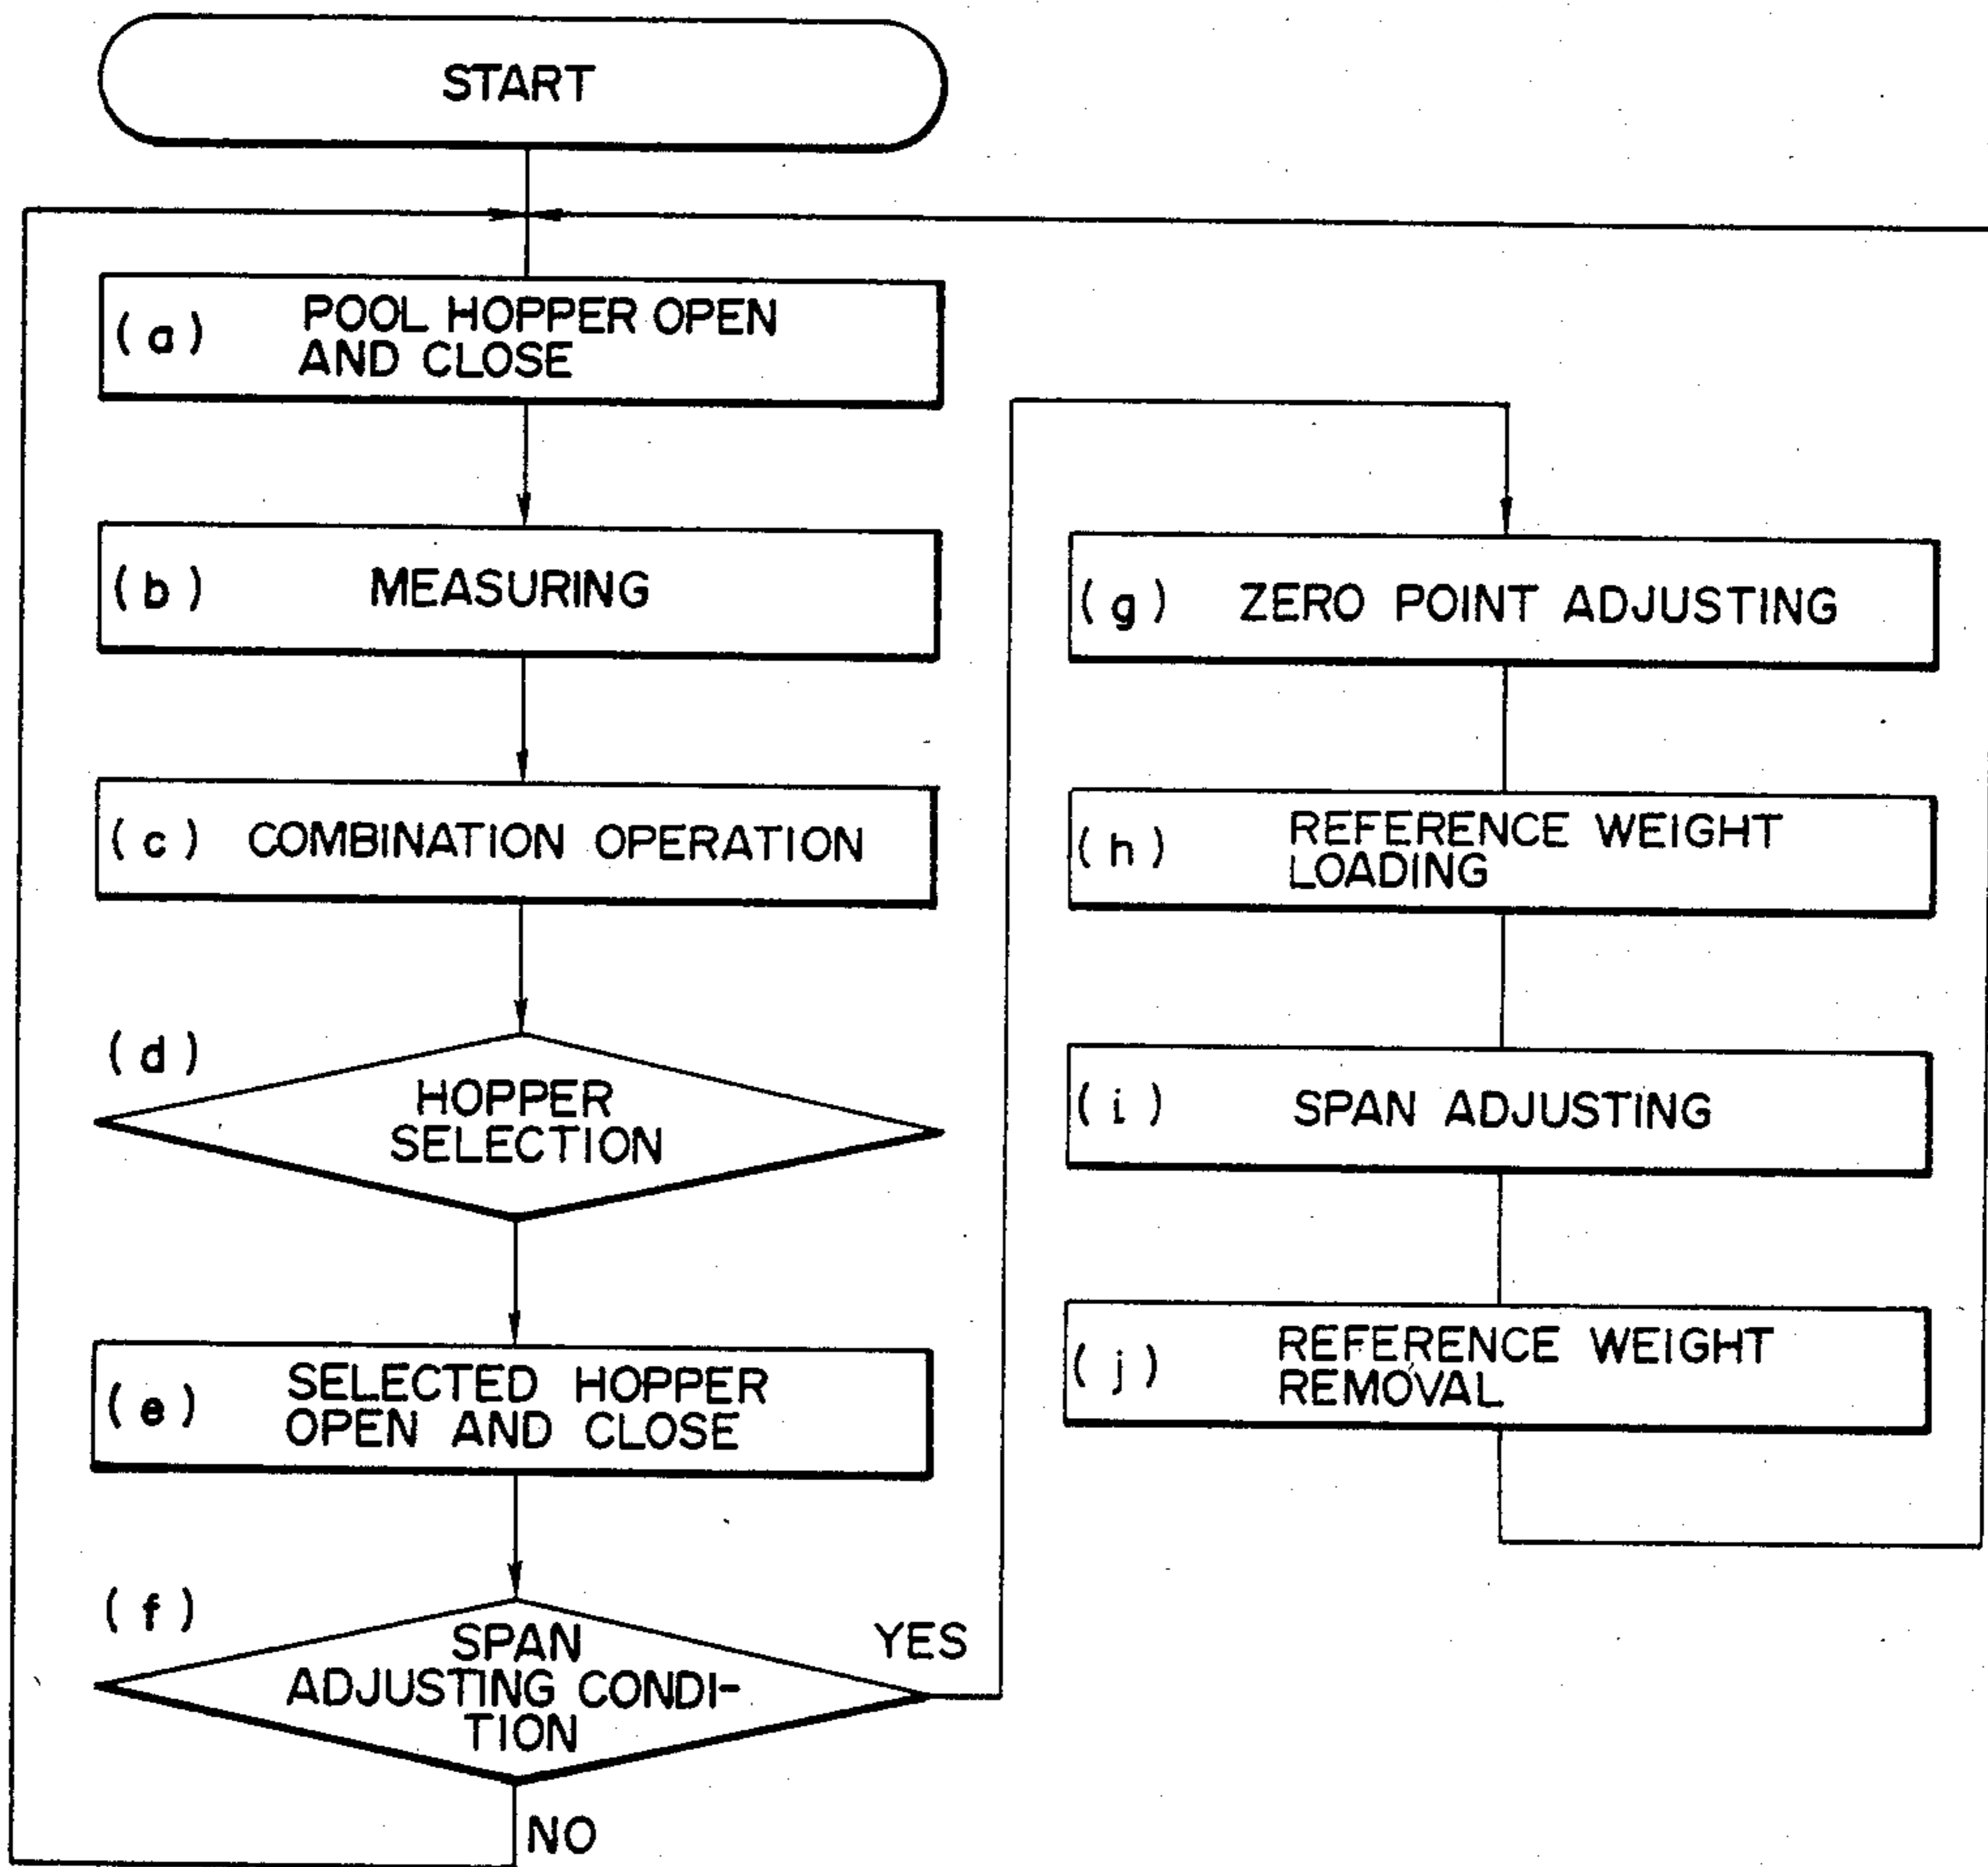 START
(a) POOL HOPPER OPEN
AND CLOSE
(b) MEASURING
(c) COMBINATION OPERATION
(d)
HOPPER
SELECTION
(e) SELECTED HOPPER
OPEN AND CLOSE
(f)
SPAN
ADJUSTING CONDI-
TION
YES
NO
(g) ZERO POINT ADJUSTING
(h) REFERENCE WEIGHT
LOADING
(i) SPAN ADJUSTING
(j) REFERENCE WEIGHT
REMOVAL